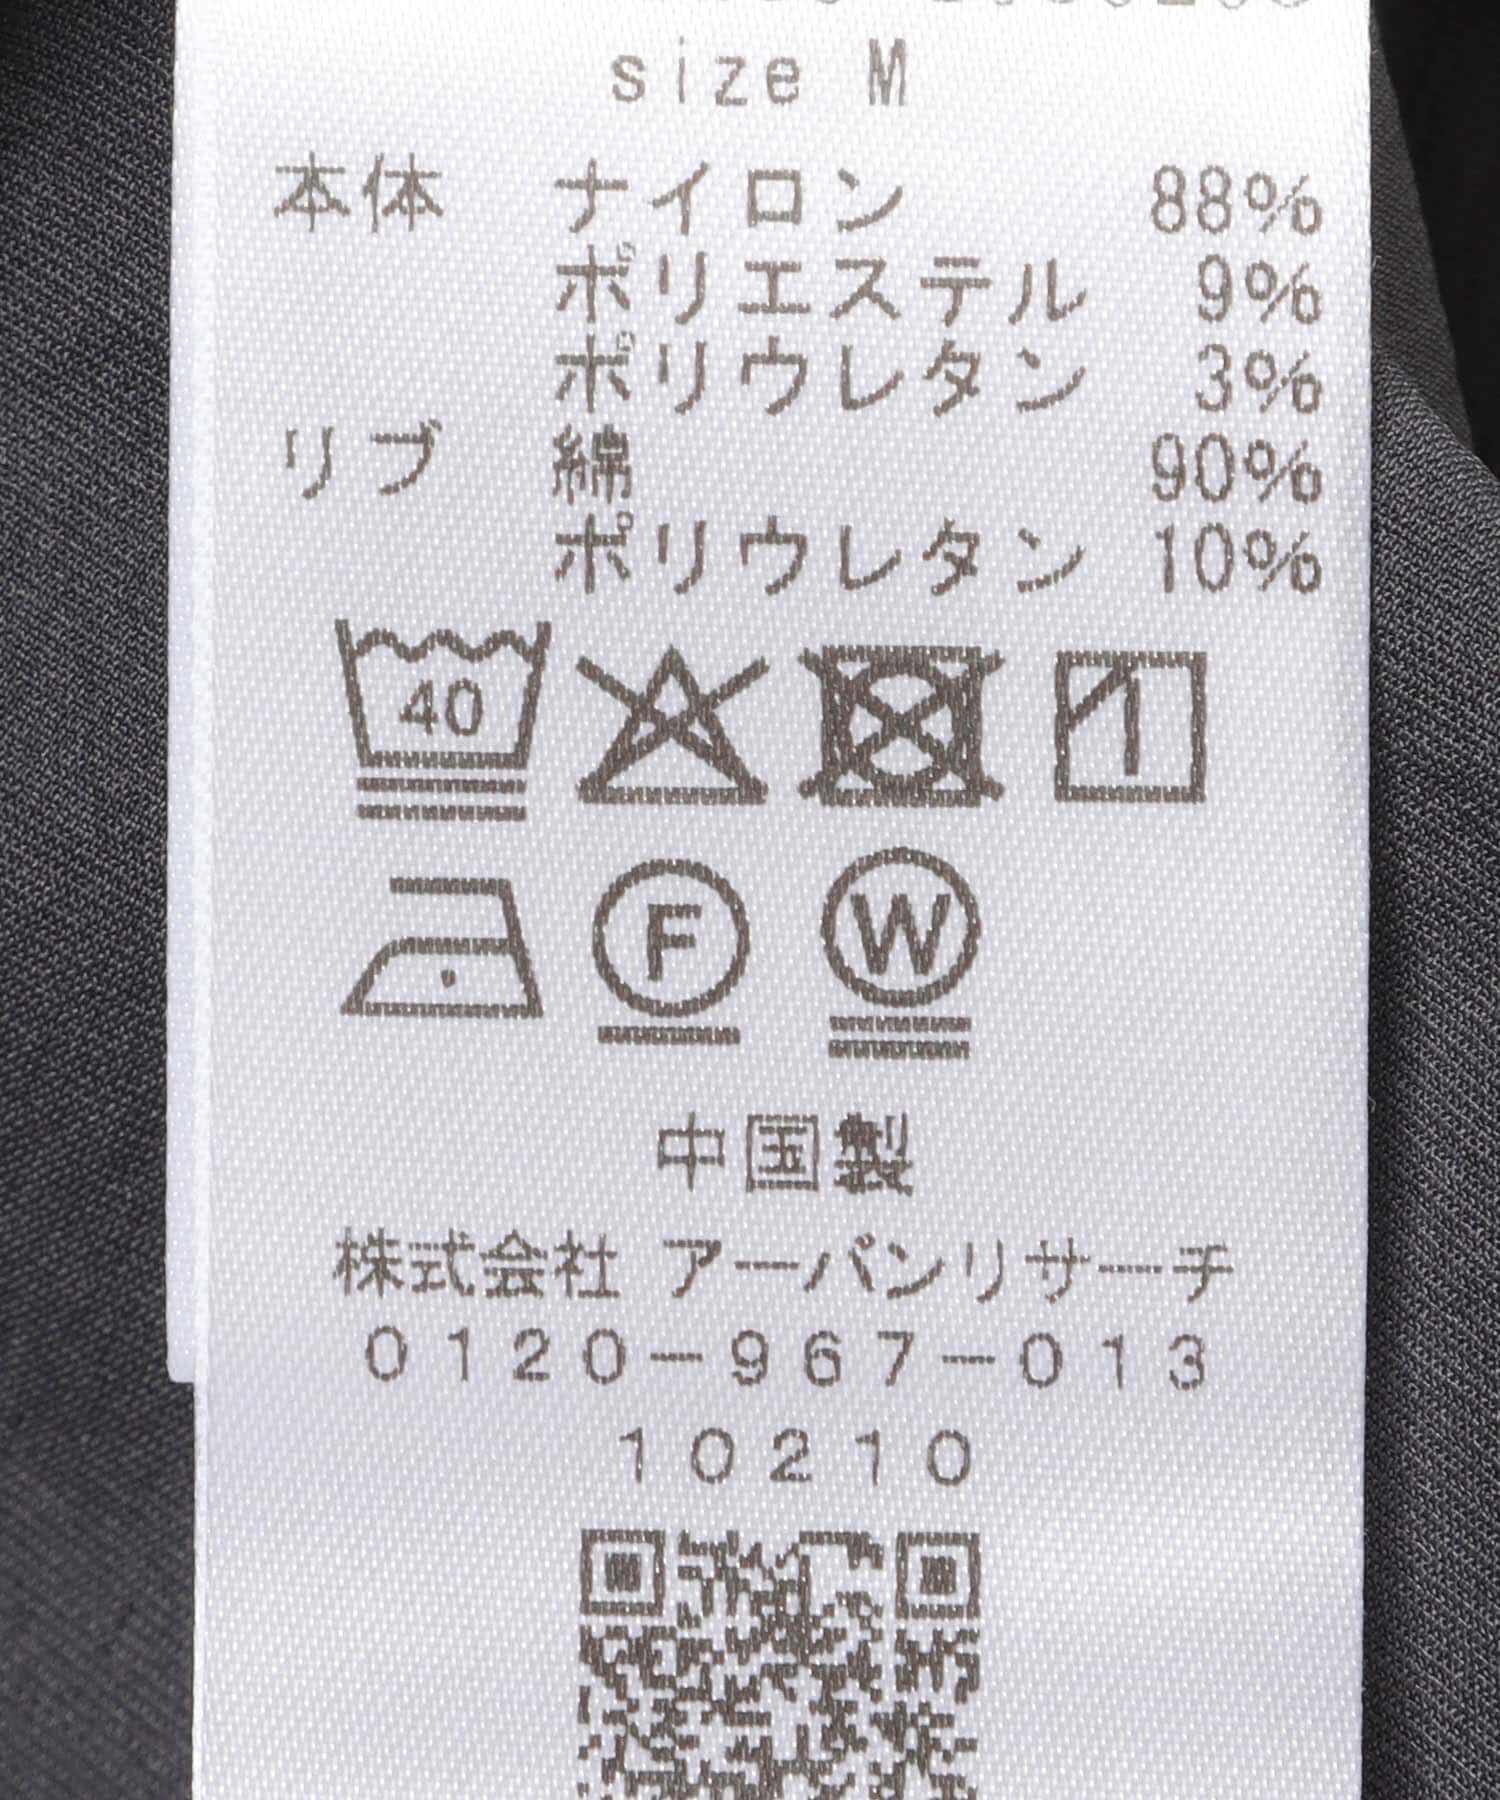 size M
本体 ナイロン 88%
ポリエステル 9%
ポリウレタン 3%
リブ 綿 90%
ポリウレタン 10%
40
F
W
中国製
株式会社 アーバンリサーチ
0120-967-013
10210